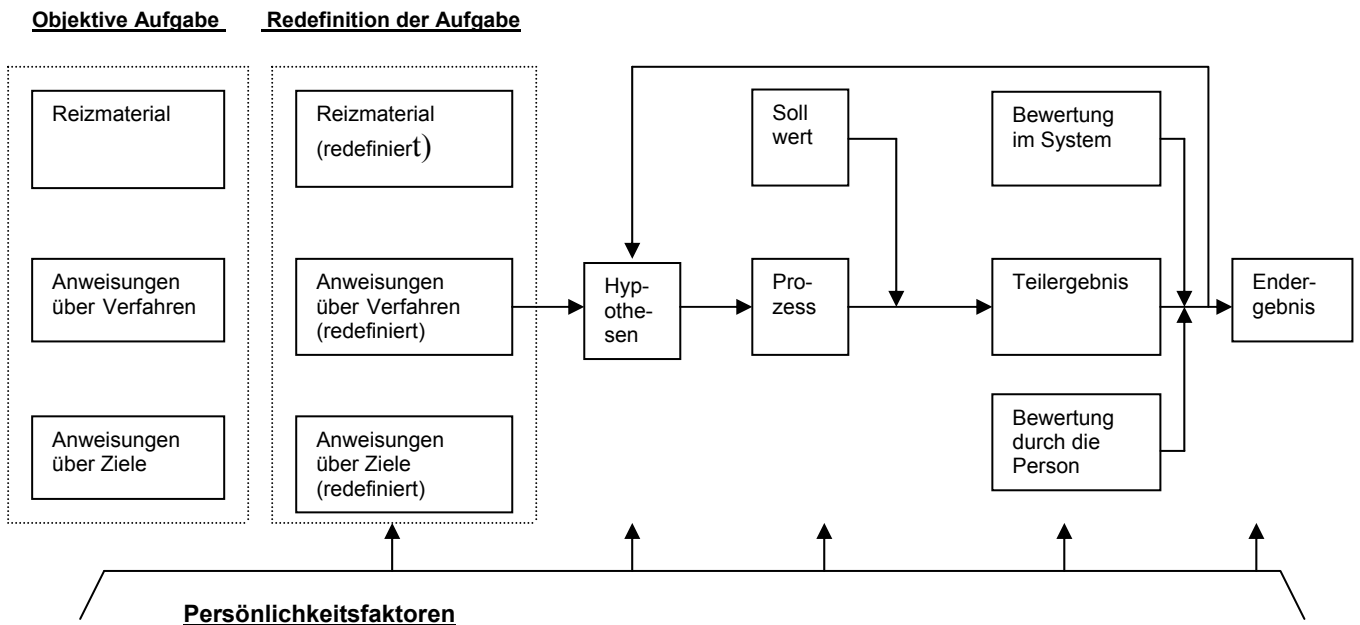 Objektive Aufgabe
Redefinition der Aufgabe
Reizmaterial
Anweisungen
über Verfahren
Anweisungen
über Ziele
Reizmaterial
(redefiniert)
Anweisungen
über Verfahren
(redefiniert)
Anweisungen
über Ziele
(redefiniert)
Hyp-
othe-
sen
Soll
wert
Pro-
zess
Bewertung
im System
Teilergebnis
Bewertung
durch die
Person
Ender-
gebnis
Persönlichkeitsfaktoren